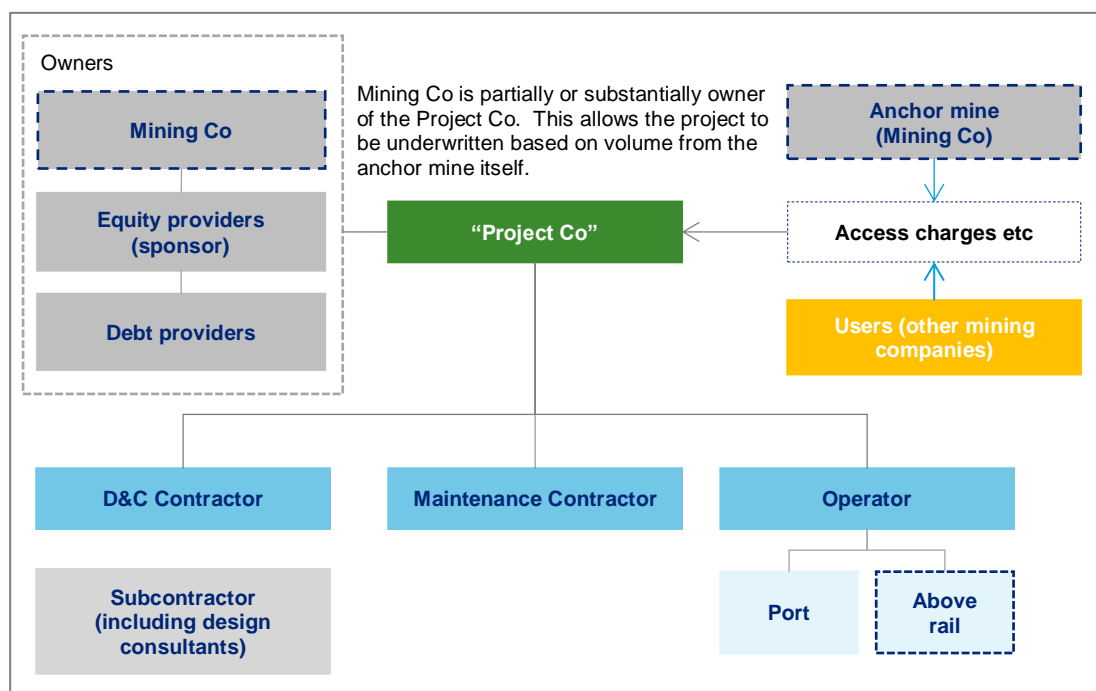 Owners
Mining Co
Equity providers
(sponsor)
Debt providers
Mining Co is partially or substantially owner
of the Project Co.  This allows the project to
be underwritten based on volume from the
anchor mine itself.
“Project Co”
Anchor mine
(Mining Co)
Access charges etc
Users (other mining
companies)
D&C Contractor
Maintenance Contractor
Operator
Subcontractor
(including design
consultants)
Port
Above
rail